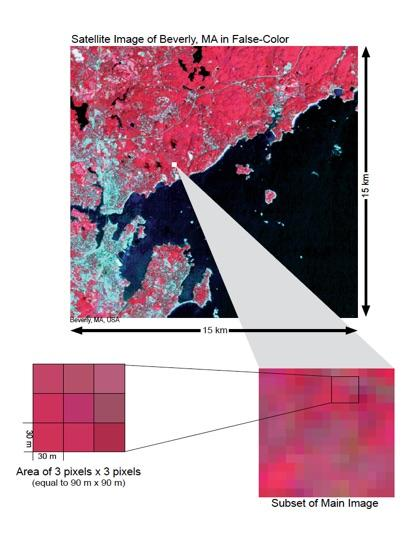 Satellite Image of Beverly, MA in False-Color
15 km
Beverly, MA, USA
15 km
30 m
30 m
Area of 3 pixels x 3 pixels
(equal to 90 m x 90 m)
Subset of Main Image